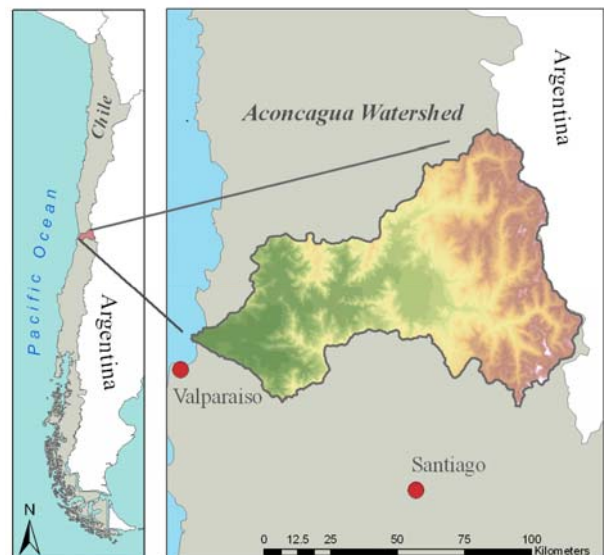 Chile
Pacific Ocean
Argentina
N
Aconcagua Watershed
Argentina
Valparaiso
Santiago
0 12.5 25 50 75 100
Kilometers